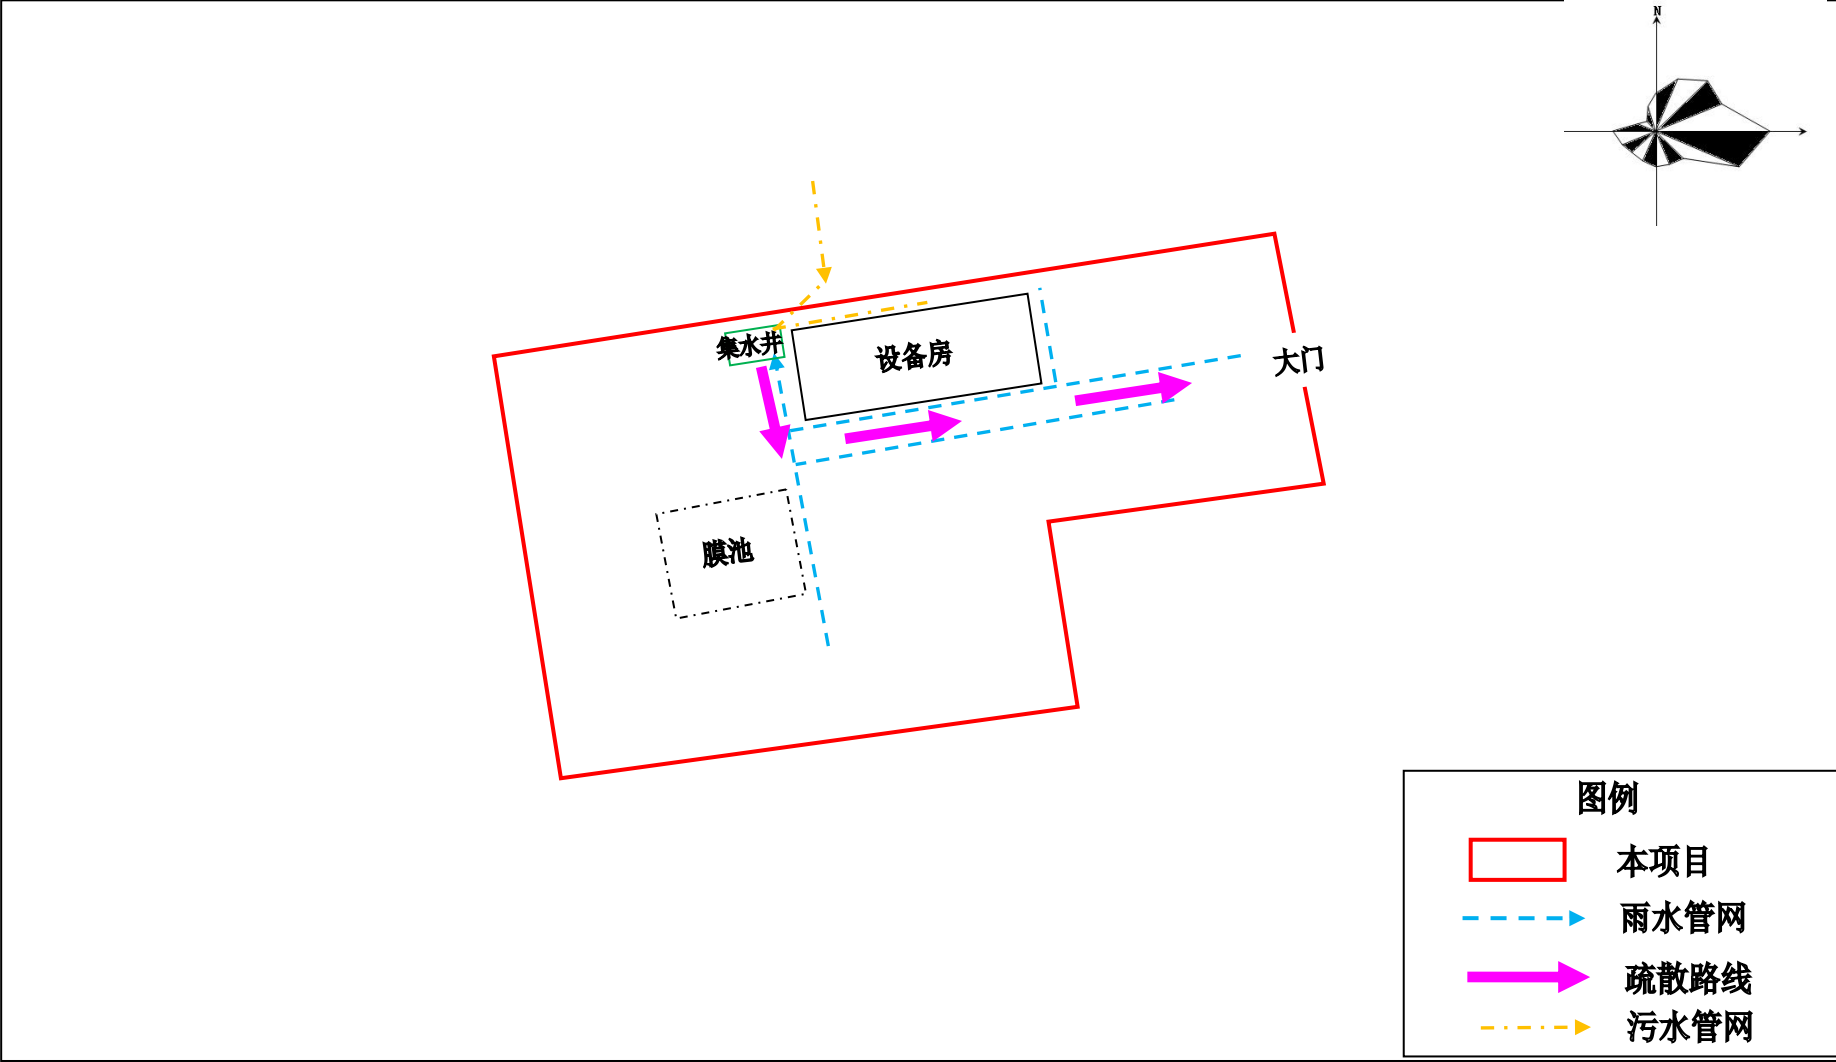 N
集水井
设备房
大门
膜池
图例
本项目
雨水管网
疏散路线
污水管网